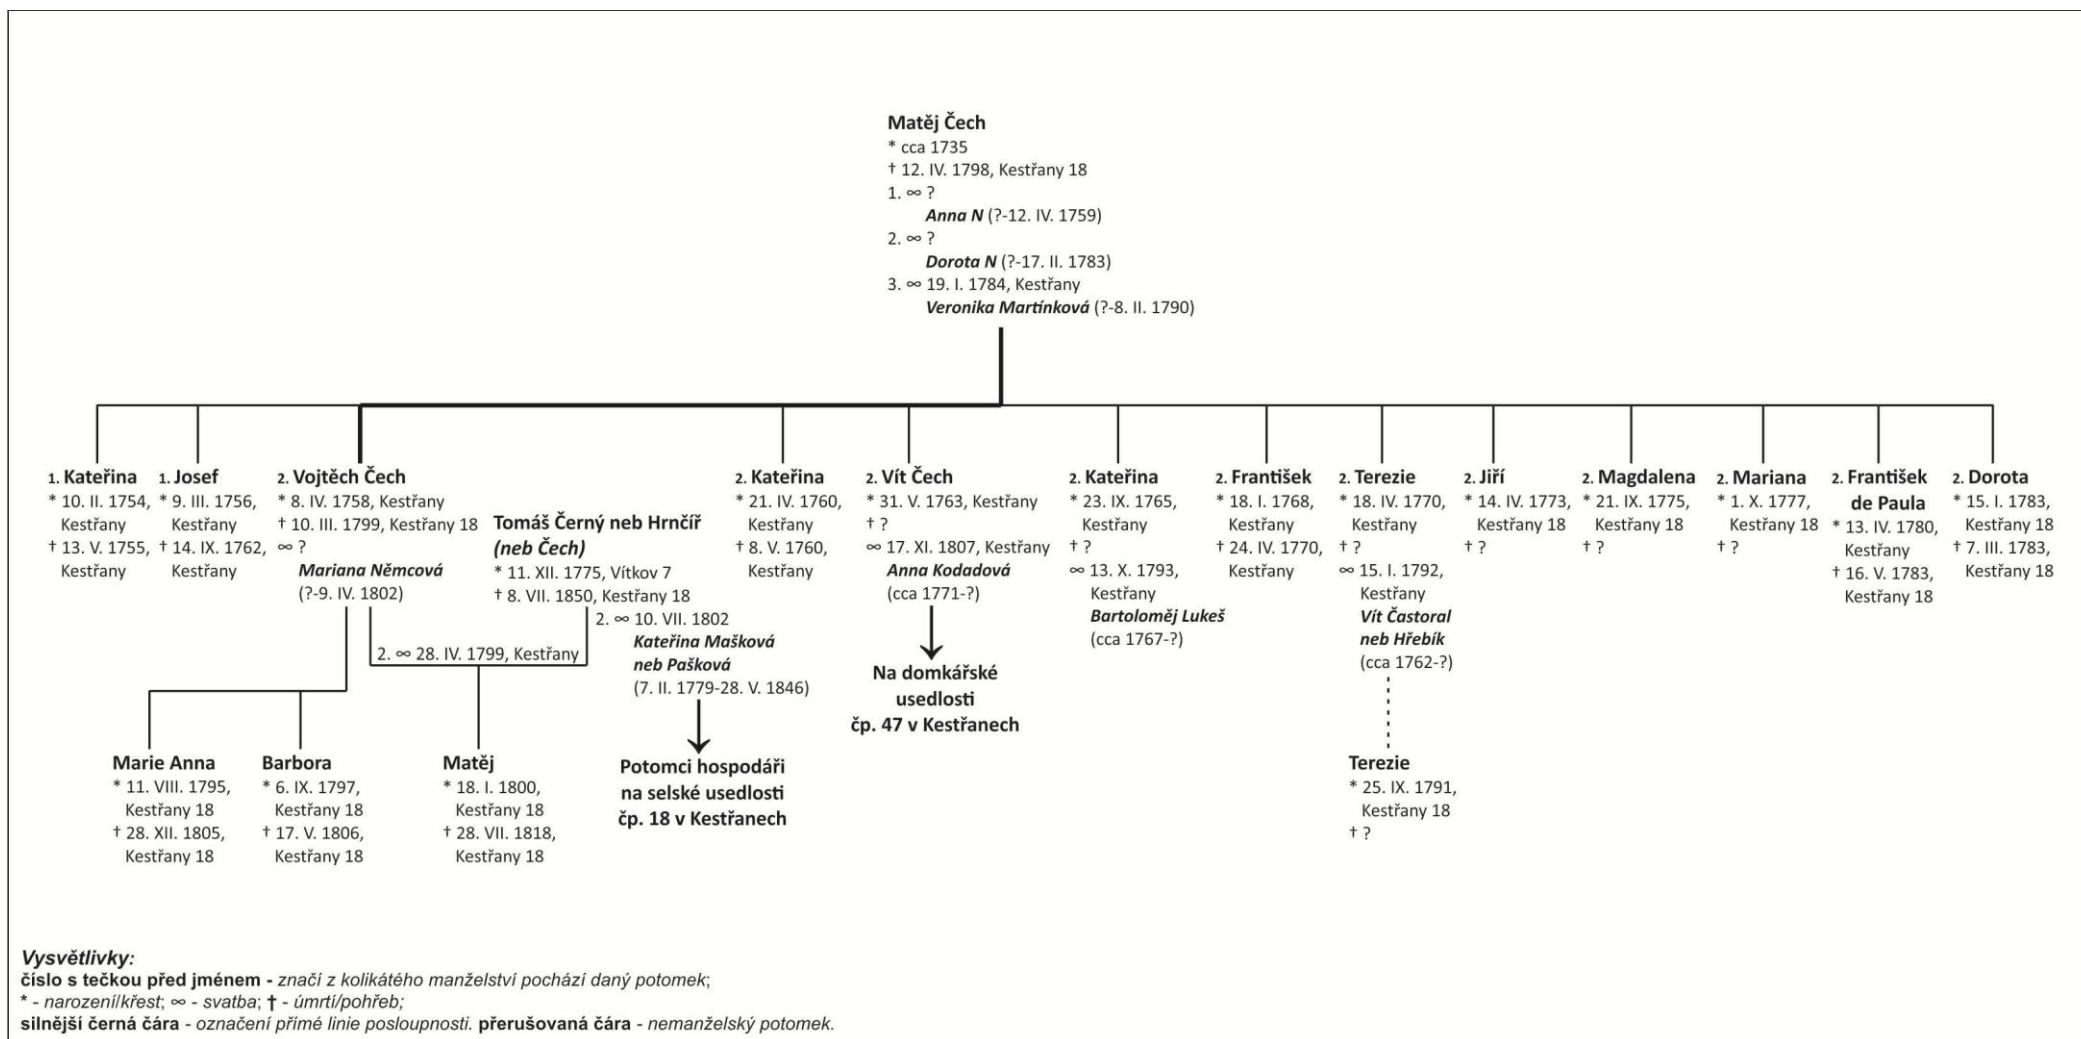 Matěj Čech
* cca 1735
† 12. IV. 1798, Kestřany 18
1. ∞ ?
Anna N (?-12. IV. 1759)
2. ∞ ?
Dorota N (?-17. II. 1783)
3. ∞ 19. I. 1784, Kestřany
Veronika Martínková (?-8. II. 1790)
1. Kateřina
* 10. II. 1754,
Kestřany
† 13. V. 1755,
Kestřany
1. Josef
* 9. III. 1756,
Kestřany
† 14. IX. 1762,
Kestřany
2. Vojtěch Čech
* 8. IV. 1758, Kestřany
† 10. III. 1799, Kestřany 18
∞ ?
Mariana Němcová
(?-9. IV. 1802)
Tomáš Černý neb Hrnčíř
(neb Čech)
* 11. XII. 1775, Vítkov 7
† 8. VII. 1850, Kestřany 18
2. ∞ 10. VII. 1802
Kateřina Mašková
neb Pašková
(7. II. 1779-28. V. 1846)
2. ∞ 28. IV. 1799, Kestřany
2. Kateřina
* 21. IV. 1760,
Kestřany
† 8. V. 1760,
Kestřany
2. Vít Čech
* 31. V. 1763, Kestřany
† ?
∞ 17. XI. 1807, Kestřany
Anna Kodadová
(cca 1771-?)
2. Kateřina
* 23. IX. 1765,
Kestřany
† ?
∞ 13. X. 1793,
Kestřany
Bartoloměj Lukeš
(cca 1767-?)
2. František
* 18. I. 1768,
Kestřany
† 24. IV. 1770,
Kestřany
2. Terezie
* 18. IV. 1770,
Kestřany
† ?
∞ 15. I. 1792,
Kestřany
Vít Častoral
neb Hřebík
(cca 1762-?)
2. Jiří
* 14. IV. 1773,
Kestřany 18
† ?
2. Magdalena
* 21. IX. 1775,
Kestřany 18
† ?
2. Mariana
* 1. X. 1777,
Kestřany 18
† ?
2. František
de Paula
* 13. IV. 1780,
Kestřany
† 16. V. 1783,
Kestřany 18
2. Dorota
* 15. I. 1783,
Kestřany 18
† 7. III. 1783,
Kestřany 18
Marie Anna
* 11. VIII. 1795,
Kestřany 18
† 28. XII. 1805,
Kestřany 18
Barbora
* 6. IX. 1797,
Kestřany 18
† 17. V. 1806,
Kestřany 18
Matěj
* 18. I. 1800,
Kestřany 18
† 28. VII. 1818,
Kestřany 18
Potomci hospodáři
na selské usedlosti
čp. 18 v Kestřanech
Na domkářské
usedlosti
čp. 47 v Kestřanech
Terezie
* 25. IX. 1791,
Kestřany 18
† ?
Vysvětlivky:
číslo s tečkou před jménem - značí z kolikátého manželství pochází daný potomek;
* - narození/křest; ∞ - svatba; † - úmrtí/pohřeb;
silnější černá čára - označení přímé linie posloupnosti. přerušovaná čára - nemanželský potomek.